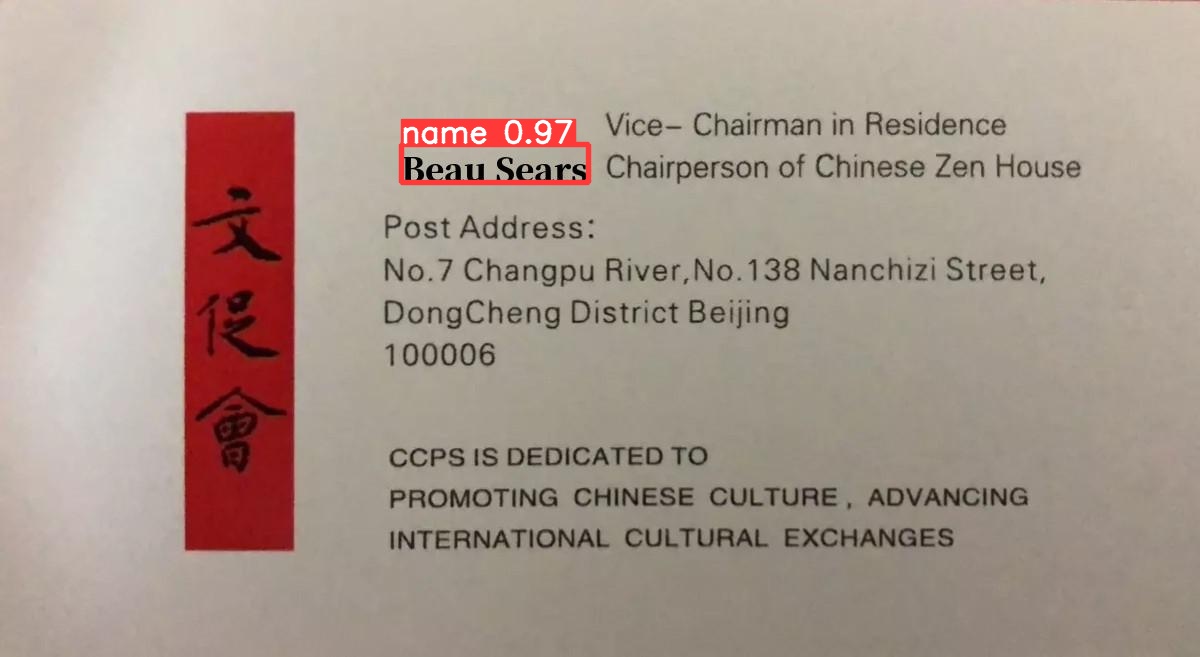 文促會
name 0.97
Beau Sears
Vice- Chairman in Residence
Chairperson of Chinese Zen House
Post Address:
No.7 Changpu River,No.138 Nanchizi Street,
DongCheng District Beijing
100006
CCPS IS DEDICATED TO
PROMOTING CHINESE CULTURE, ADVANCING
INTERNATIONAL CULTURAL EXCHANGES